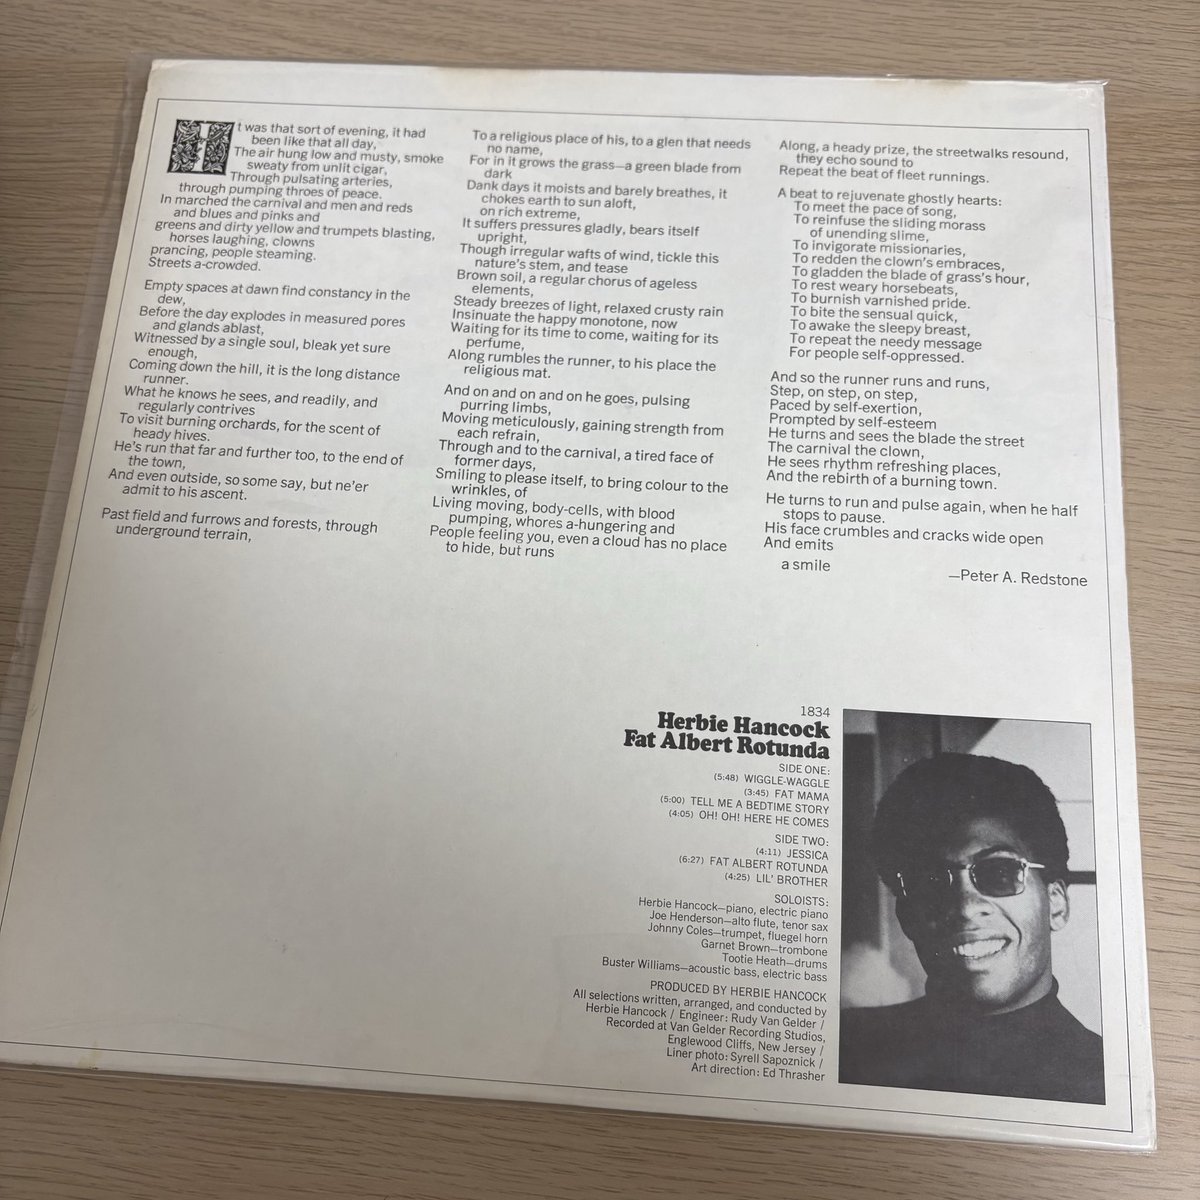 It was that sort of evening, it had
been like that all day,
The air hung low and musty, smoke
sweaty from unlit cigar,
Through pulsating arteries,
through pumping throes of peace.
In marched the carnival and men and reds
and blues and pinks and
greens and dirty yellow and trumpets blasting,
horses laughing, clowns
prancing, people steaming.
Streets a-crowded.
Empty spaces at dawn find constancy in the
dew,
Before the day explodes in measured pores
and glands ablast,
Witnessed by a single soul, bleak yet sure
enough,
Coming down the hill, it is the long distance
runner.
What he knows he sees, and readily, and
regularly contrives
To visit burning orchards, for the scent of
heady hives.
He's run that far and further too, to the end of
the town,
And even outside, so some say, but ne'er
admit to his ascent.
Past field and furrows and forests, through
underground terrain,
To a religious place of his, to a glen that needs
no name,
For in it grows the grass—a green blade from
dark
Dank days it moists and barely breathes, it
chokes earth to sun aloft,
on rich extreme,
It suffers pressures gladly, bears itself
upright,
Though irregular wafts of wind, tickle this
nature's stem, and tease
Brown soil, a regular chorus of ageless
elements,
Steady breezes of light, relaxed crusty rain
Insinuate the happy monotone, now
Waiting for its time to come, waiting for its
perfume,
Along rumbles the runner, to his place the
religious mat.
And on and on and on he goes, pulsing
purring limbs,
Moving meticulously, gaining strength from
each refrain,
Through and to the carnival, a tired face of
former days,
Smiling to please itself, to bring colour to the
wrinkles, of
Living moving, body-cells, with blood
pumping, whores a-hungering and
People feeling you, even a cloud has no place
to hide, but runs
Along, a heady prize, the streetwalks resound,
they echo sound to
Repeat the beat of fleet runnings.
A beat to rejuvenate ghostly hearts:
To meet the pace of song,
To reinfuse the sliding morass
of unending slime,
To invigorate missionaries,
To redden the clown's embraces,
To gladden the blade of grass's hour,
To rest weary horsebeats,
To burnish varnished pride.
To bite the sensual quick,
To awake the sleepy breast,
To repeat the needy message
For people self-oppressed.
And so the runner runs and runs,
Step, on step, on step,
Paced by self-exertion,
Prompted by self-esteem
He turns and sees the blade the street
The carnival the clown,
He sees rhythm refreshing places,
And the rebirth of a burning town.
He turns to run and pulse again, when he half
stops to pause.
His face crumbles and cracks wide open
And emits
a smile
—Peter A. Redstone
1834
Herbie Hancock
Fat Albert Rotunda
SIDE ONE:
(5:48) WIGGLE-WAGGLE
(3:45) FAT MAMA
(5:00) TELL ME A BEDTIME STORY
(4:05) OH! OH! HERE HE COMES
SIDE TWO:
(4:11) JESSICA
(6:27) FAT ALBERT ROTUNDA
(4:25) LIL' BROTHER
SOLOISTS:
Herbie Hancock—piano, electric piano
Joe Henderson—alto flute, tenor sax
Johnny Coles—trumpet, fluegel horn
Garnet Brown—trombone
Tootie Heath—drums
Buster Williams—acoustic bass, electric bass
PRODUCED BY HERBIE HANCOCK
All selections written, arranged, and conducted by
Herbie Hancock / Engineer: Rudy Van Gelder /
Recorded at Van Gelder Recording Studios,
Englewood Cliffs, New Jersey /
Liner photo: Syrell Sapoznick /
Art direction: Ed Thrasher